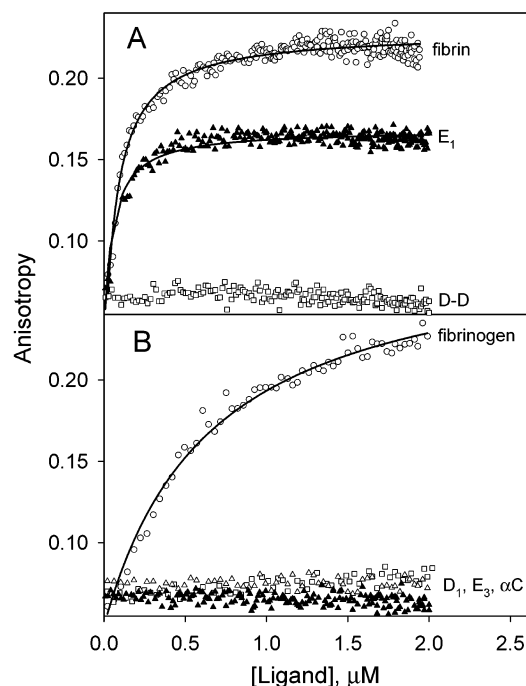 A
fibrin
0.20
E₁
0.15
0.10
D-D
Anisotropy
B
fibrinogen
0.20
0.15
0.10
D₁, E₃, αC
0.0 0.5 1.0 1.5 2.0 2.5
[Ligand], μM